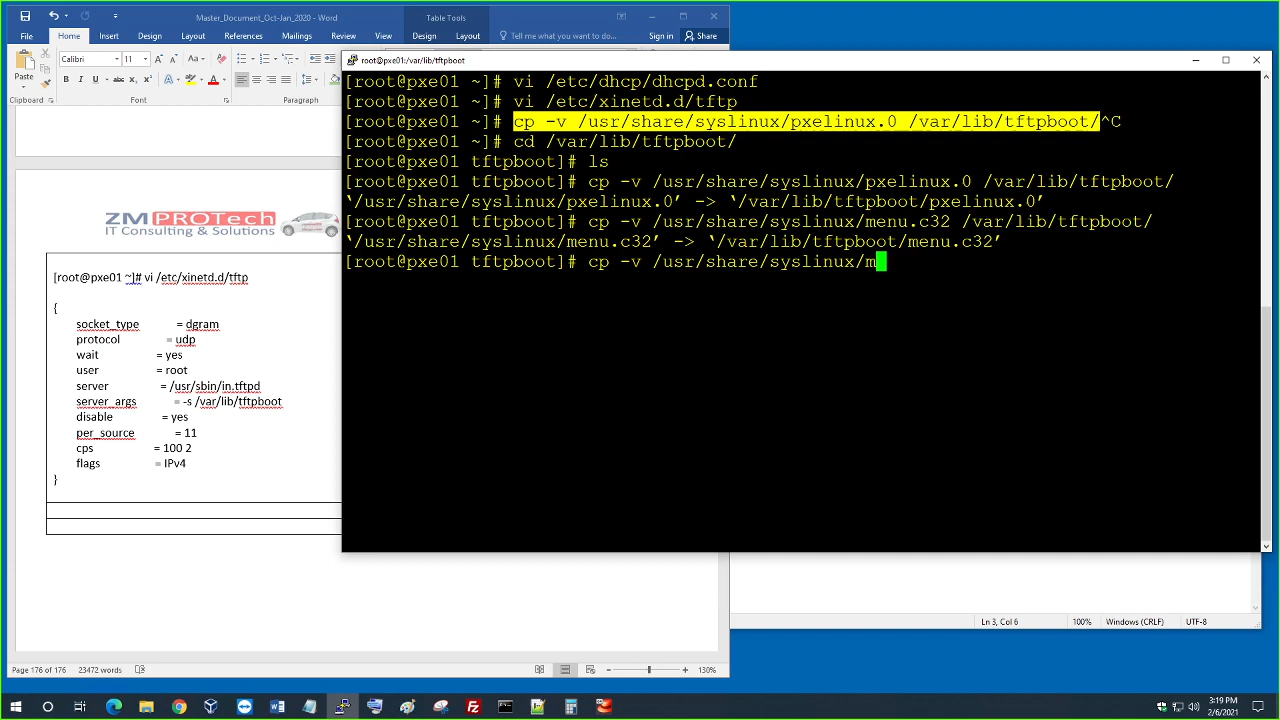 Master_Document_Oct-Jan_2020 - Word
Table Tools
File Home Insert Design Layout References Mailings Review View Design Layout Tell me what you want to do... Sign in Share
Paste
Calibri 11
B I U
Clipboard Font Paragraph
ZMPROTech
IT Consulting & Solutions
[root@pxe01 ~]# vi /etc/xinetd.d/tftp
{
socket_type = dgram
protocol = udp
wait = yes
user = root
server = /usr/sbin/in.tftpd
server_args = -s /var/lib/tftpboot
disable = yes
per_source = 11
cps = 100 2
flags = IPv4
}
Page 176 of 176 23472 words 130%
root@pxe01:/var/lib/tftpboot
[root@pxe01 ~]# vi /etc/dhcp/dhcpd.conf
[root@pxe01 ~]# vi /etc/xinetd.d/tftp
[root@pxe01 ~]# cp -v /usr/share/syslinux/pxelinux.0 /var/lib/tftpboot/^C
[root@pxe01 ~]# cd /var/lib/tftpboot/
[root@pxe01 tftpboot]# ls
[root@pxe01 tftpboot]# cp -v /usr/share/syslinux/pxelinux.0 /var/lib/tftpboot/
‘/usr/share/syslinux/pxelinux.0’ -> ‘/var/lib/tftpboot/pxelinux.0’
[root@pxe01 tftpboot]# cp -v /usr/share/syslinux/menu.c32 /var/lib/tftpboot/
‘/usr/share/syslinux/menu.c32’ -> ‘/var/lib/tftpboot/menu.c32’
[root@pxe01 tftpboot]# cp -v /usr/share/syslinux/m
Ln 3, Col 6 100% Windows (CRLF) UTF-8
3:19 PM
2/6/2021